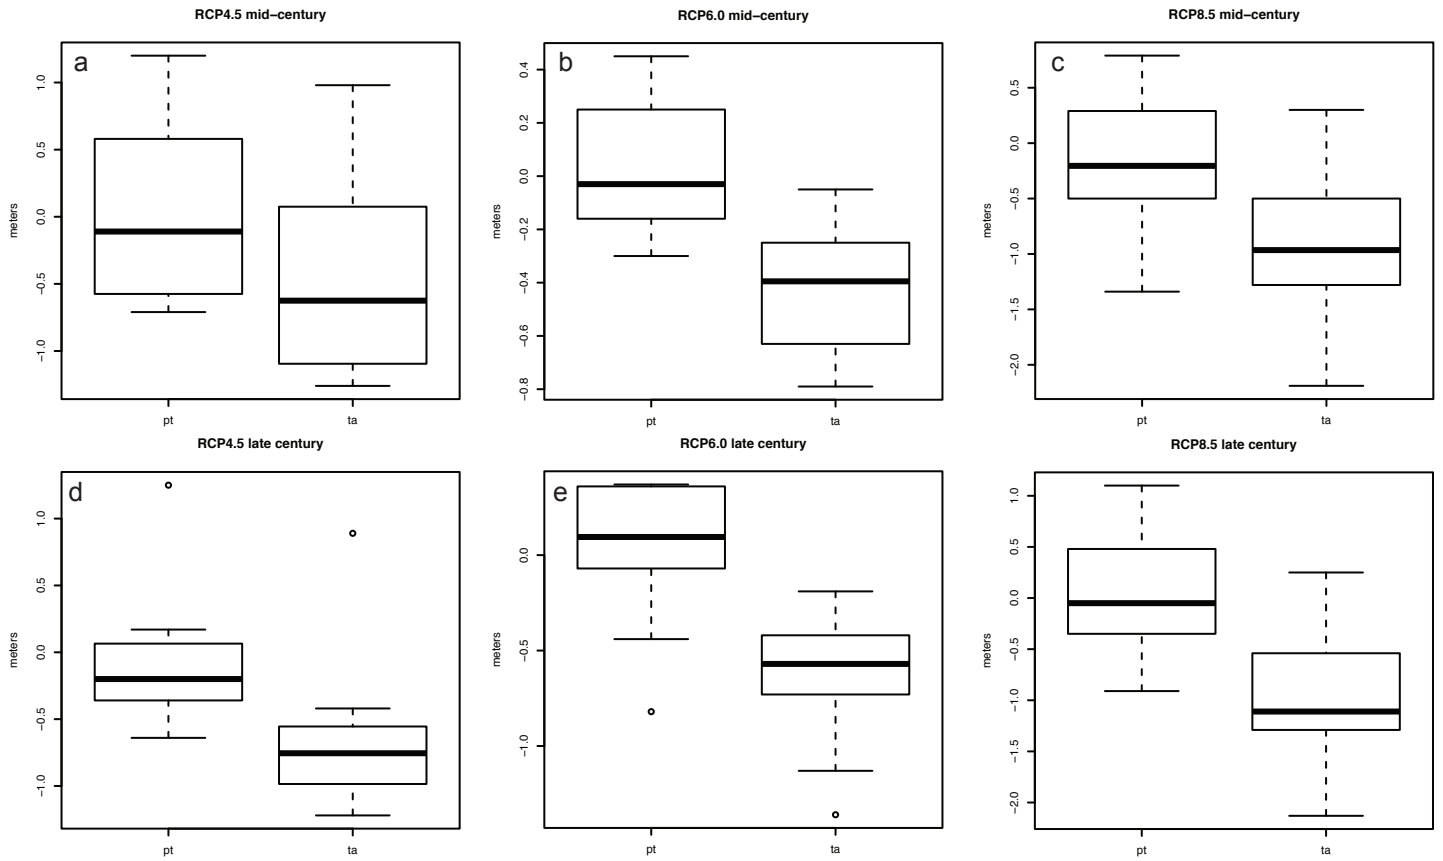 RCP4.5 mid−century
a
meters
1.0
0.5
0.0
−0.5
−1.0
pt
ta
RCP6.0 mid−century
b
meters
0.4
0.2
0.0
−0.2
−0.4
−0.6
−0.8
pt
ta
RCP8.5 mid−century
c
meters
0.5
0.0
−0.5
−1.0
−1.5
−2.0
pt
ta
RCP4.5 late century
d
meters
1.0
0.5
0.0
−0.5
−1.0
pt
ta
RCP6.0 late century
e
meters
0.0
−0.5
−1.0
pt
ta
RCP8.5 late century
meters
1.0
0.5
0.0
−0.5
−1.0
−1.5
−2.0
pt
ta